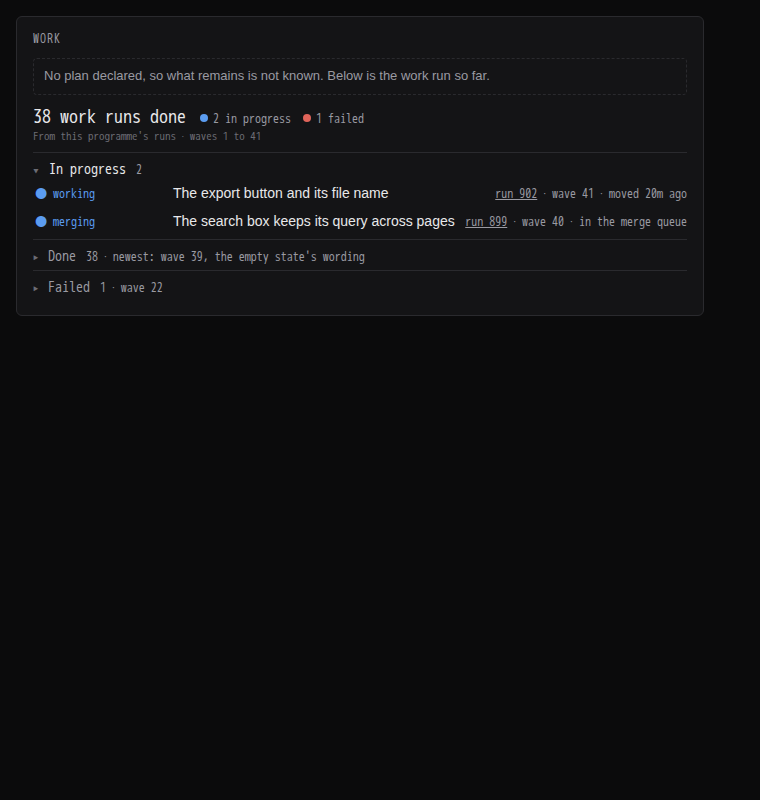 WORK
No plan declared, so what remains is not known. Below is the work run so far.
38 work runs done 2 in progress 1 failed
From this programme's runs · waves 1 to 41
▾ In progress 2
working The export button and its file name run 902 · wave 41 · moved 20m ago
merging The search box keeps its query across pages run 899 · wave 40 · in the merge queue
▸ Done 38 · newest: wave 39, the empty state's wording
▸ Failed 1 · wave 22